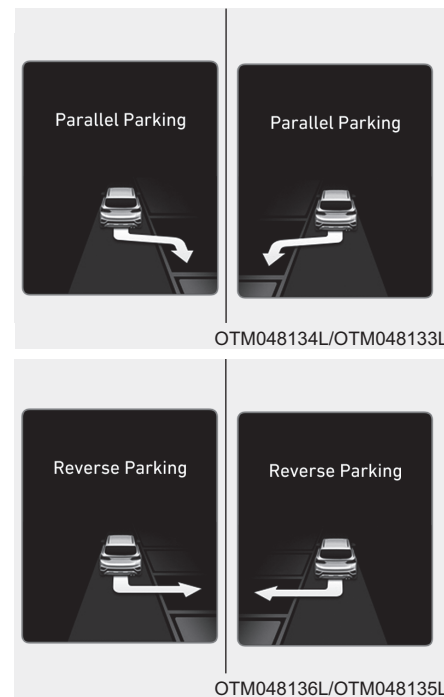 Parallel Parking
Parallel Parking
OTM048134L/OTM048133L
Reverse Parking
Reverse Parking
OTM048136L/OTM048135L